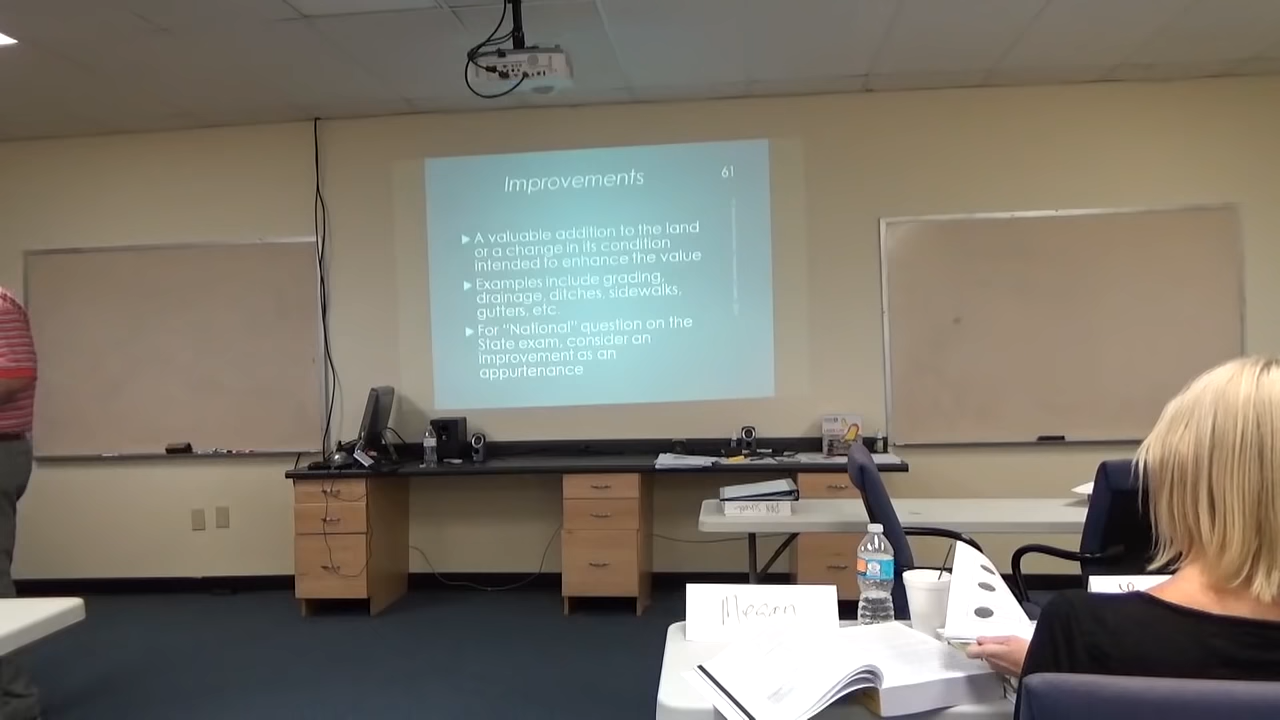 Improvements
61
A valuable addition to the land
or a change in its condition
intended to enhance the value
Examples include grading,
drainage, ditches, sidewalks,
gutters, etc.
For “National” question on the
State exam, consider an
improvement as an
appurtenance